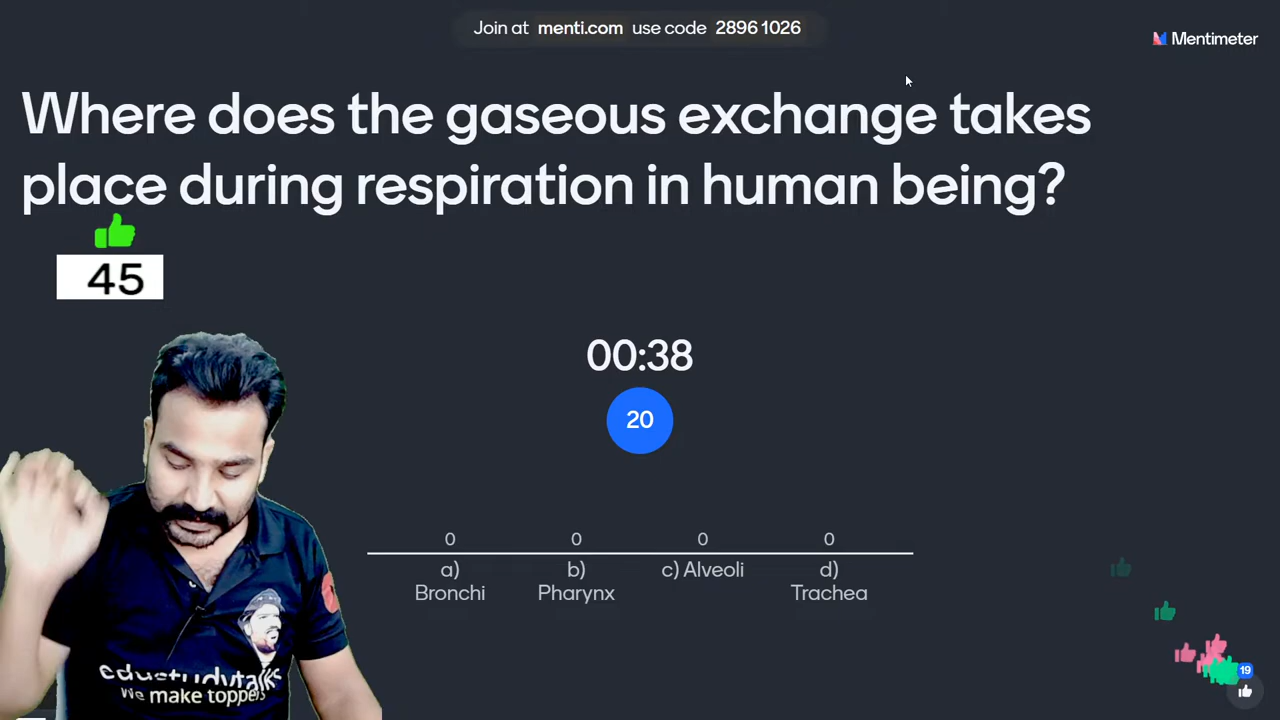 Join at menti.com use code 2896 1026
Mentimeter
Where does the gaseous exchange takes
place during respiration in human being?
45
00:38
20
0 0 0 0
a) Bronchi
b) Pharynx
c) Alveoli
d) Trachea
19
edustudytalks
We make toppers